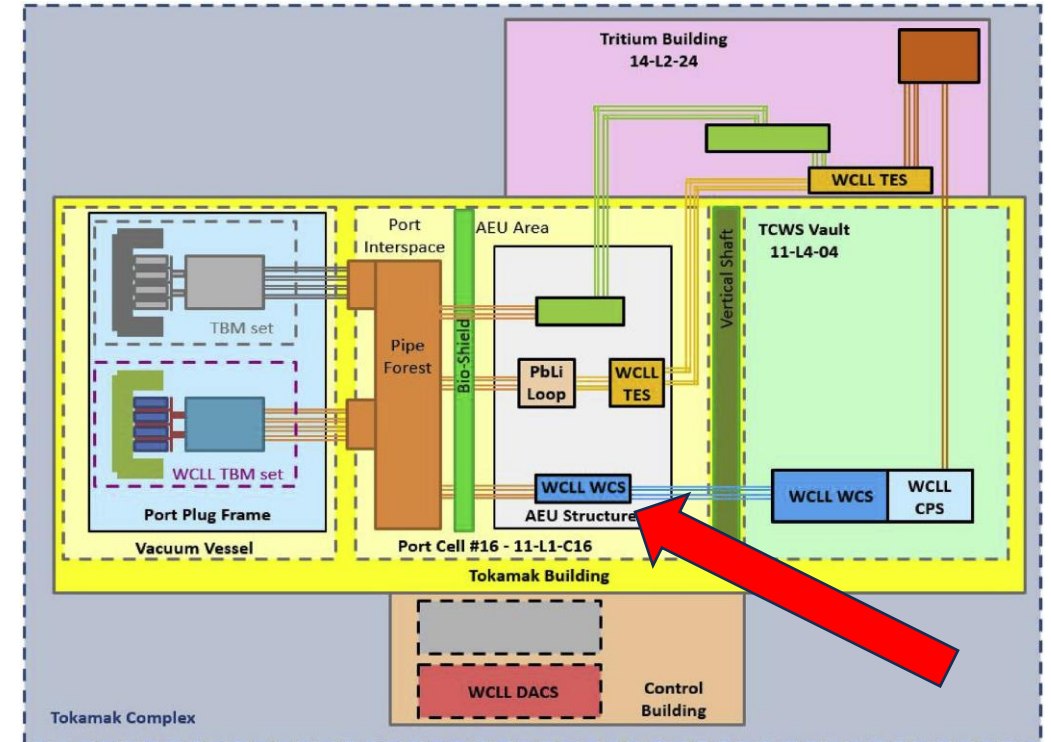 Tritium Building
14-L2-24
WCLL TES
Port
Interspace
AEU Area
TCWS Vault
11-L4-04
Vertical Shaft
TBM set
Bio-Shield
Pipe
Forest
PbLi
Loop
WCLL
TES
WCLL TBM set
WCLL WCS
WCLL WCS
WCLL
CPS
Port Plug Frame
AEU Structure
Vacuum Vessel
Port Cell #16 - 11-L1-C16
Tokamak Building
WCLL DACS
Control
Building
Tokamak Complex